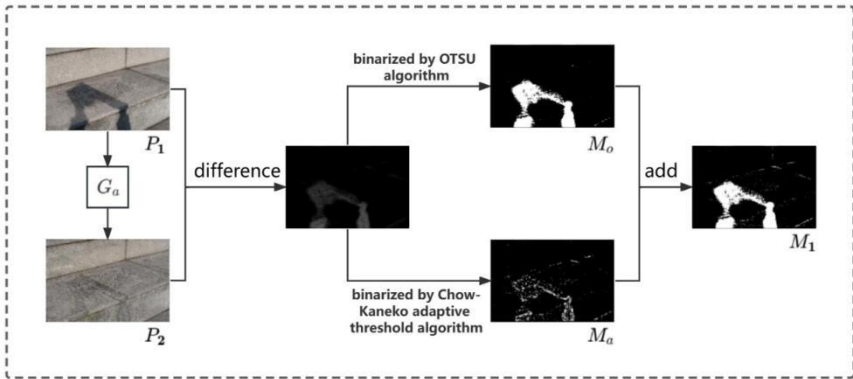 P₁
Gₐ
P₂
difference
binarized by OTSU
algorithm
Mₒ
binarized by Chow-
Kaneko adaptive
threshold algorithm
Mₐ
add
M₁